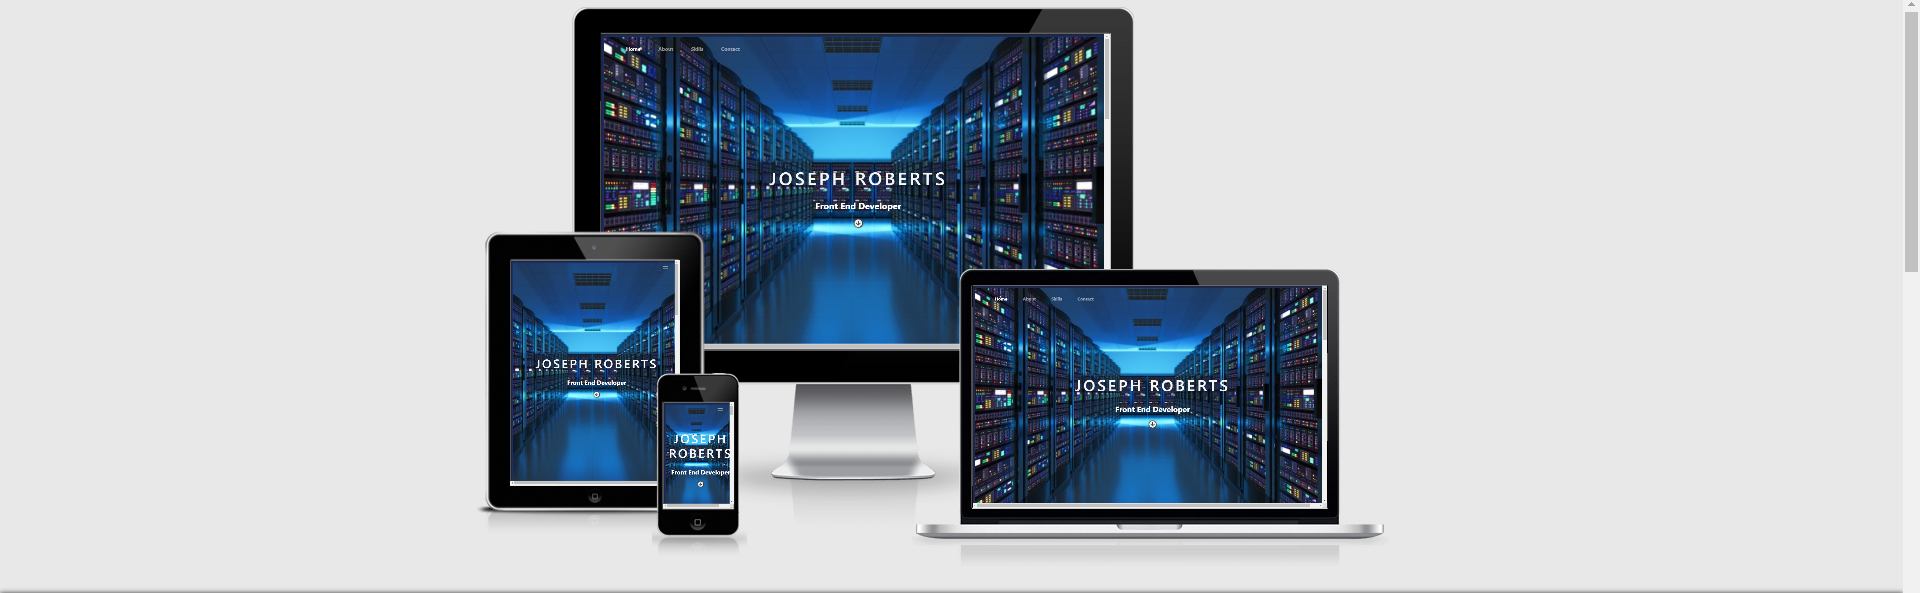 Home About Skills Contact
JOSEPH ROBERTS
Front End Developer
JOSEPH ROBERTS
Front End Developer
JOSEPH
ROBERTS
Front End Developer
Home About Skills Contact
JOSEPH ROBERTS
Front End Developer